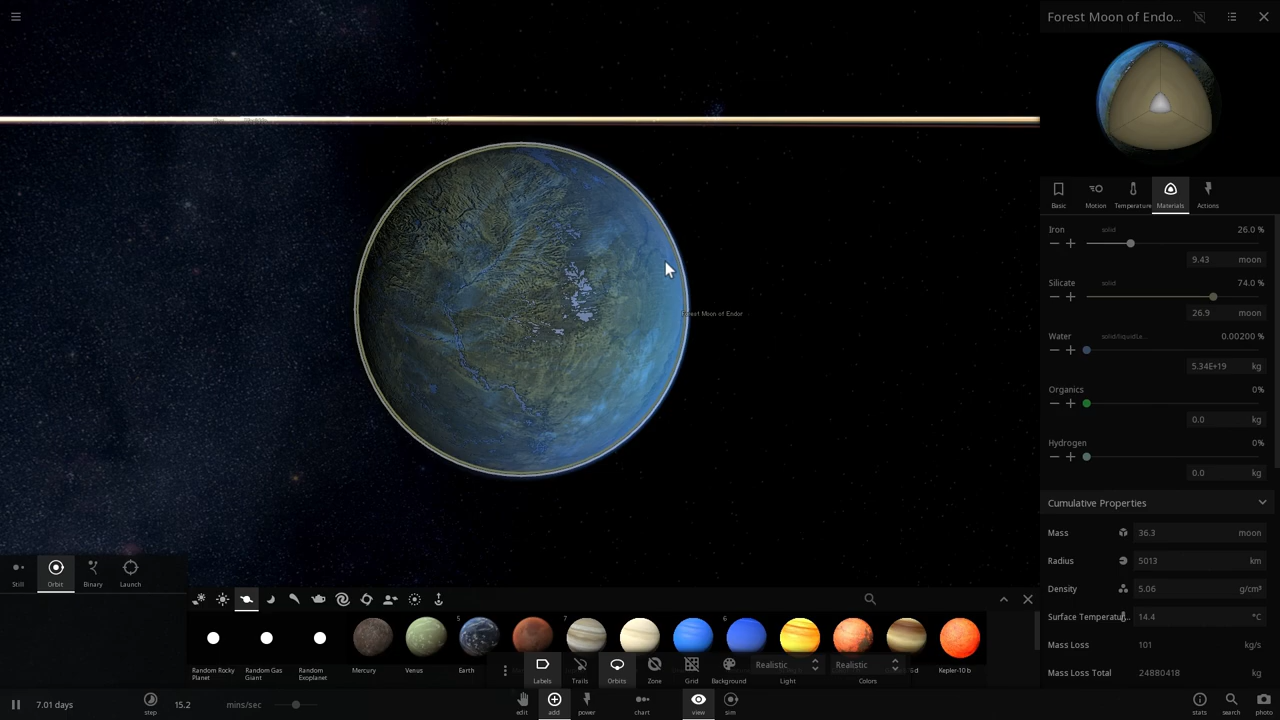 Forest Moon of Endo...
Basic
Motion
Temperature
Materials
Actions
Iron solid 26.0 %
9.43 moon
Silicate solid 74.0 %
26.9 moon
Water 0.00200 %
5.34E+19 kg
Organics 0%
0.0 kg
Hydrogen 0%
0.0 kg
Cumulative Properties
Mass 36.3 moon
Radius 5013 km
Density 5.06 g/cm³
Surface Temperatur... 14.4 °C
Mass Loss 101 kg/s
Mass Loss Total 24880418 kg
Forest Moon of Endor
Still
Orbit
Binary
Launch
5
7
6
Random Rocky Planet
Random Gas Giant
Random Exoplanet
Mercury
Venus
Earth
Kepler-10 b
Labels
Trails
Orbits
Zone
Grid
Background
Realistic
Light
Realistic
Colors
7.01 days
step
15.2 mins/sec
edit
add
power
chart
view
sim
stats
search
photo